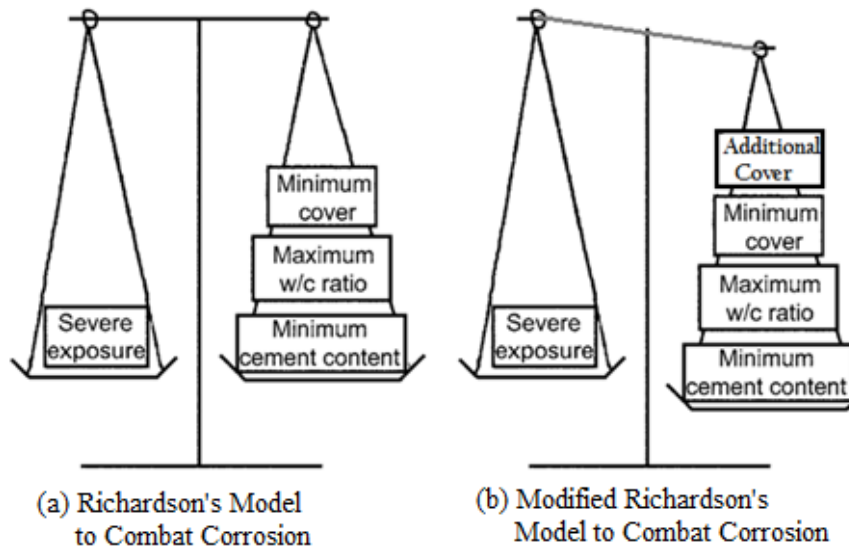 Minimum
cover
Maximum
w/c ratio
Severe
exposure
Minimum
cement content
(a) Richardson's Model
to Combat Corrosion
Additional
Cover
Minimum
cover
Maximum
w/c ratio
Severe
exposure
Minimum
cement content
(b) Modified Richardson's
Model to Combat Corrosion